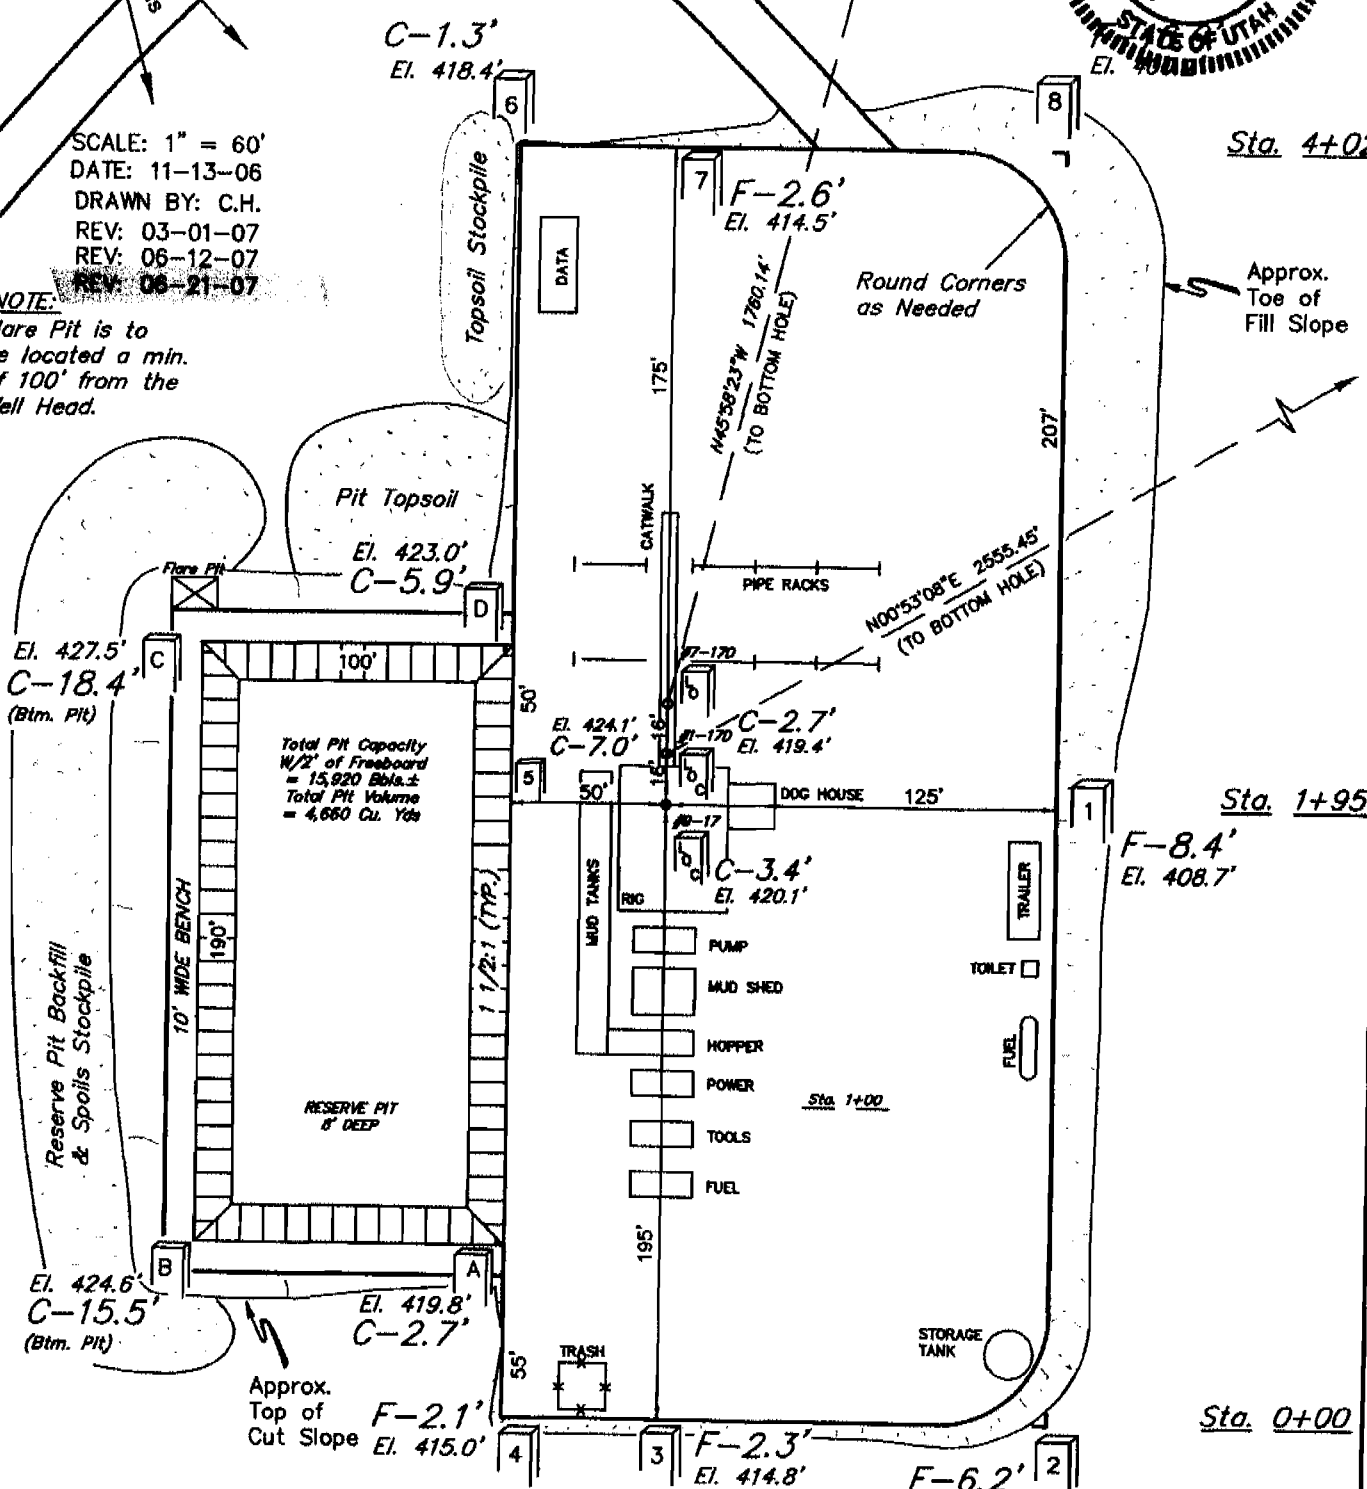 C-1.3'
El. 418.4'
6
STATE OF UTAH
El.
8
Sta. 4+02
SCALE: 1" = 60'
DATE: 11-13-06
DRAWN BY: C.H.
REV: 03-01-07
REV: 06-12-07
REV: 06-21-07
NOTE:
lare Pit is to
e located a min.
f 100' from the
ell Head.
Topsoil Stockpile
7
F-2.6'
El. 414.5'
DATA
Round Corners
as Needed
Approx.
Toe of
Fill Slope
175'
N45°58'23"W 1760.14'
(TO BOTTOM HOLE)
207'
Pit Topsoil
CATWALK
El. 423.0'
C-5.9'
D
Flare Pit
PIPE RACKS
N00°53'08"E 2555.45'
(TO BOTTOM HOLE)
El. 427.5'
C-18.4'
(Btm. Pit)
C
100'
50'
#7-170
El. 424.1'
C-7.0'
16'
#1-170
C-2.7'
El. 419.4'
Total Pit Capacity
W/2' of Freeboard
= 15,920 Bbls.±
Total Pit Volume
= 4,660 Cu. Yds
5
50'
DOG HOUSE
125'
1
Sta. 1+95
F-8.4'
El. 408.7'
C-3.4'
El. 420.1'
RIG
MUD TANKS
TRAILER
10' WIDE BENCH
190'
1 1/2:1 (TYP.)
PUMP
MUD SHED
TOILET
HOPPER
FUEL
POWER
Sta. 1+00
TOOLS
FUEL
Reserve Pit Backfill
& Spoils Stockpile
RESERVE PIT
8' DEEP
195'
B
A
El. 424.6'
C-15.5'
(Btm. Pit)
El. 419.8'
C-2.7'
STORAGE
TANK
TRASH
55'
Approx.
Top of
Cut Slope
F-2.1'
El. 415.0'
4
3
F-2.3'
El. 414.8'
F-6.2'
2
Sta. 0+00